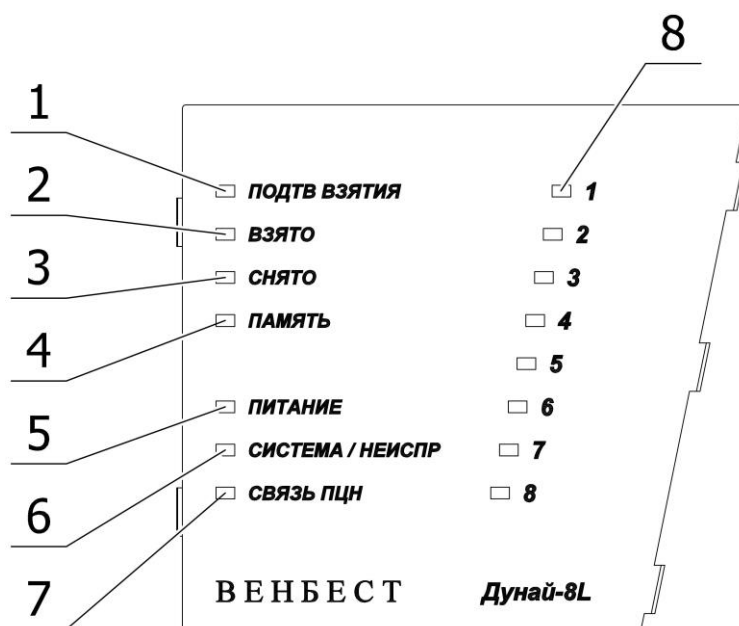 8
1
ПОДТВ ВЗЯТИЯ 1
2
ВЗЯТО 2
3
СНЯТО 3
4
ПАМЯТЬ 4
5
5
ПИТАНИЕ 6
6
СИСТЕМА / НЕИСПР 7
СВЯЗЬ ПЦН 8
7
ВЕНБЕСТ Дунай-8L